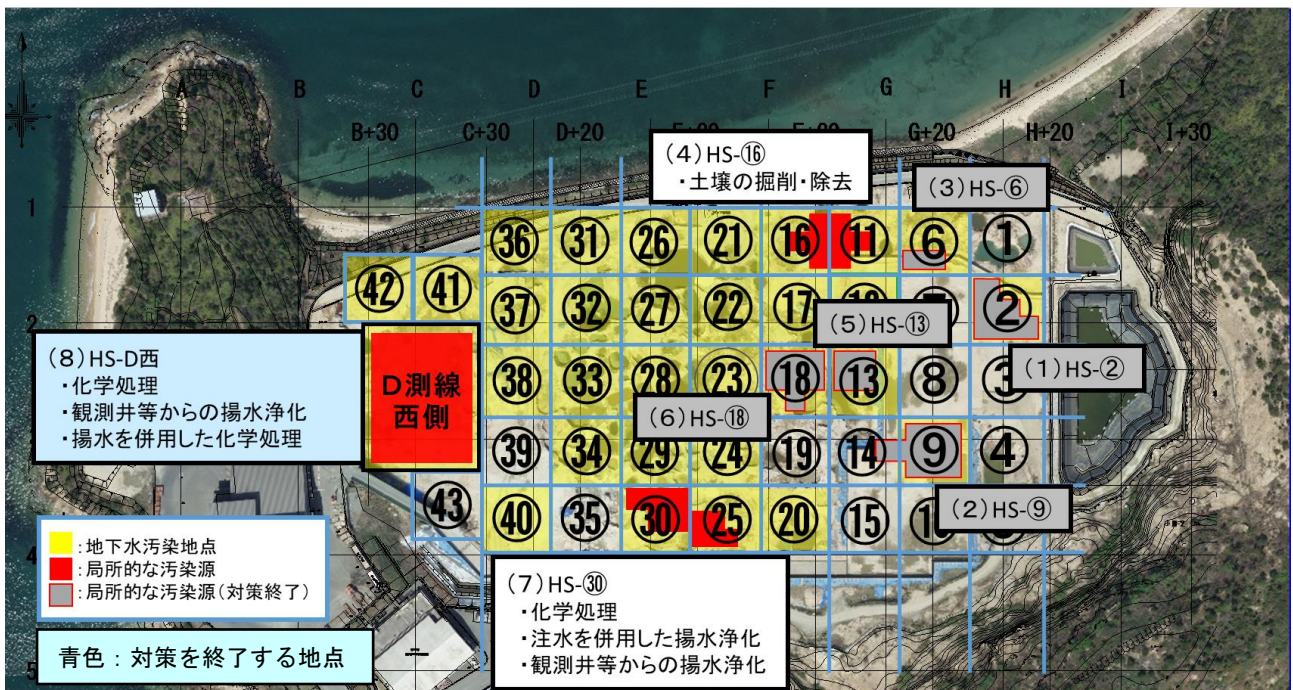 A B C D E F G H I
B+30 C+30 D+20 G+20 H+20 I+30
(4)HS-⑯
・土壌の掘削・除去
(3)HS-⑥
1
㊱ ㉛ ㉖ ㉑ ⑯ ⑪ ⑥ ①
㊷ ㊶
㊲ ㉜ ㉗ ㉒ ⑰ ②
2
(5)HS-⑬
(8)HS-D西
・化学処理
・観測井等からの揚水浄化
・揚水を併用した化学処理
D測線
西側
㊳ ㉝ ㉘ ㉓ ⑱ ⑬ ⑧ ③
(1)HS-②
(6)HS-⑱
㊴ ㉞ ㉙ ㉔ ⑲ ⑭ ⑨ ④
㊸ ㊵ ㉟ ㉚ ㉕ ⑳ ⑮
(2)HS-⑨
:地下水汚染地点
:局所的な汚染源
:局所的な汚染源(対策終了)
4
(7)HS-㉚
・化学処理
・注水を併用した揚水浄化
・観測井等からの揚水浄化
青色：対策を終了する地点
5